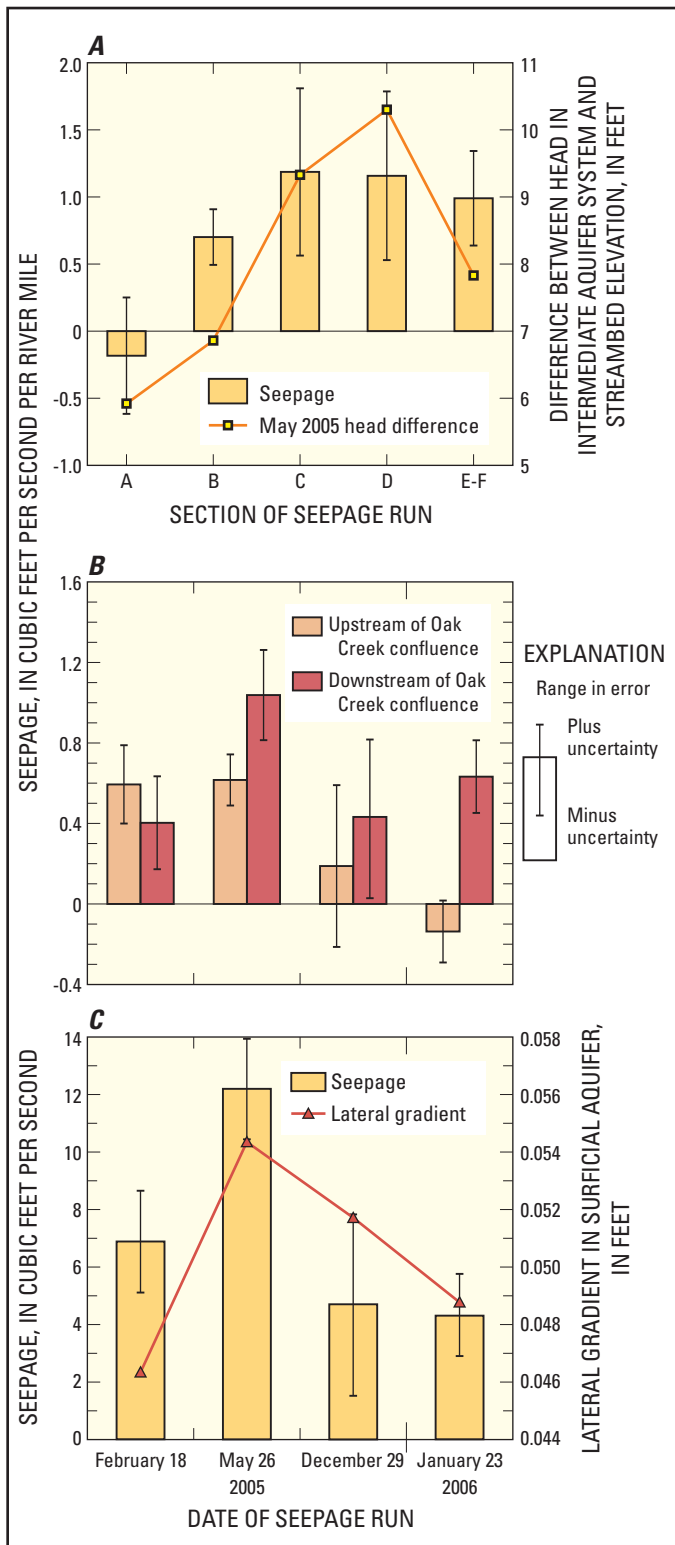 A
2.0
1.5
1.0
0.5
0
-0.5
-1.0
11
10
9
8
7
6
5
Seepage
May 2005 head difference
A B C D E-F
SECTION OF SEEPAGE RUN
DIFFERENCE BETWEEN HEAD IN
INTERMEDIATE AQUIFER SYSTEM AND
STREAMBED ELEVATION, IN FEET
SEEPAGE, IN CUBIC FEET PER SECOND PER RIVER MILE
B
1.6
1.2
0.8
0.4
0
-0.4
Upstream of Oak
Creek confluence
Downstream of Oak
Creek confluence
EXPLANATION
Range in error
Plus
uncertainty
Minus
uncertainty
C
SEEPAGE, IN CUBIC FEET PER SECOND
14
12
10
8
6
4
2
0
Seepage
Lateral gradient
0.058
0.056
0.054
0.052
0.050
0.048
0.046
0.044
LATERAL GRADIENT IN SURFICIAL AQUIFER,
IN FEET
February 18 May 26 December 29 January 23
2005 2006
DATE OF SEEPAGE RUN